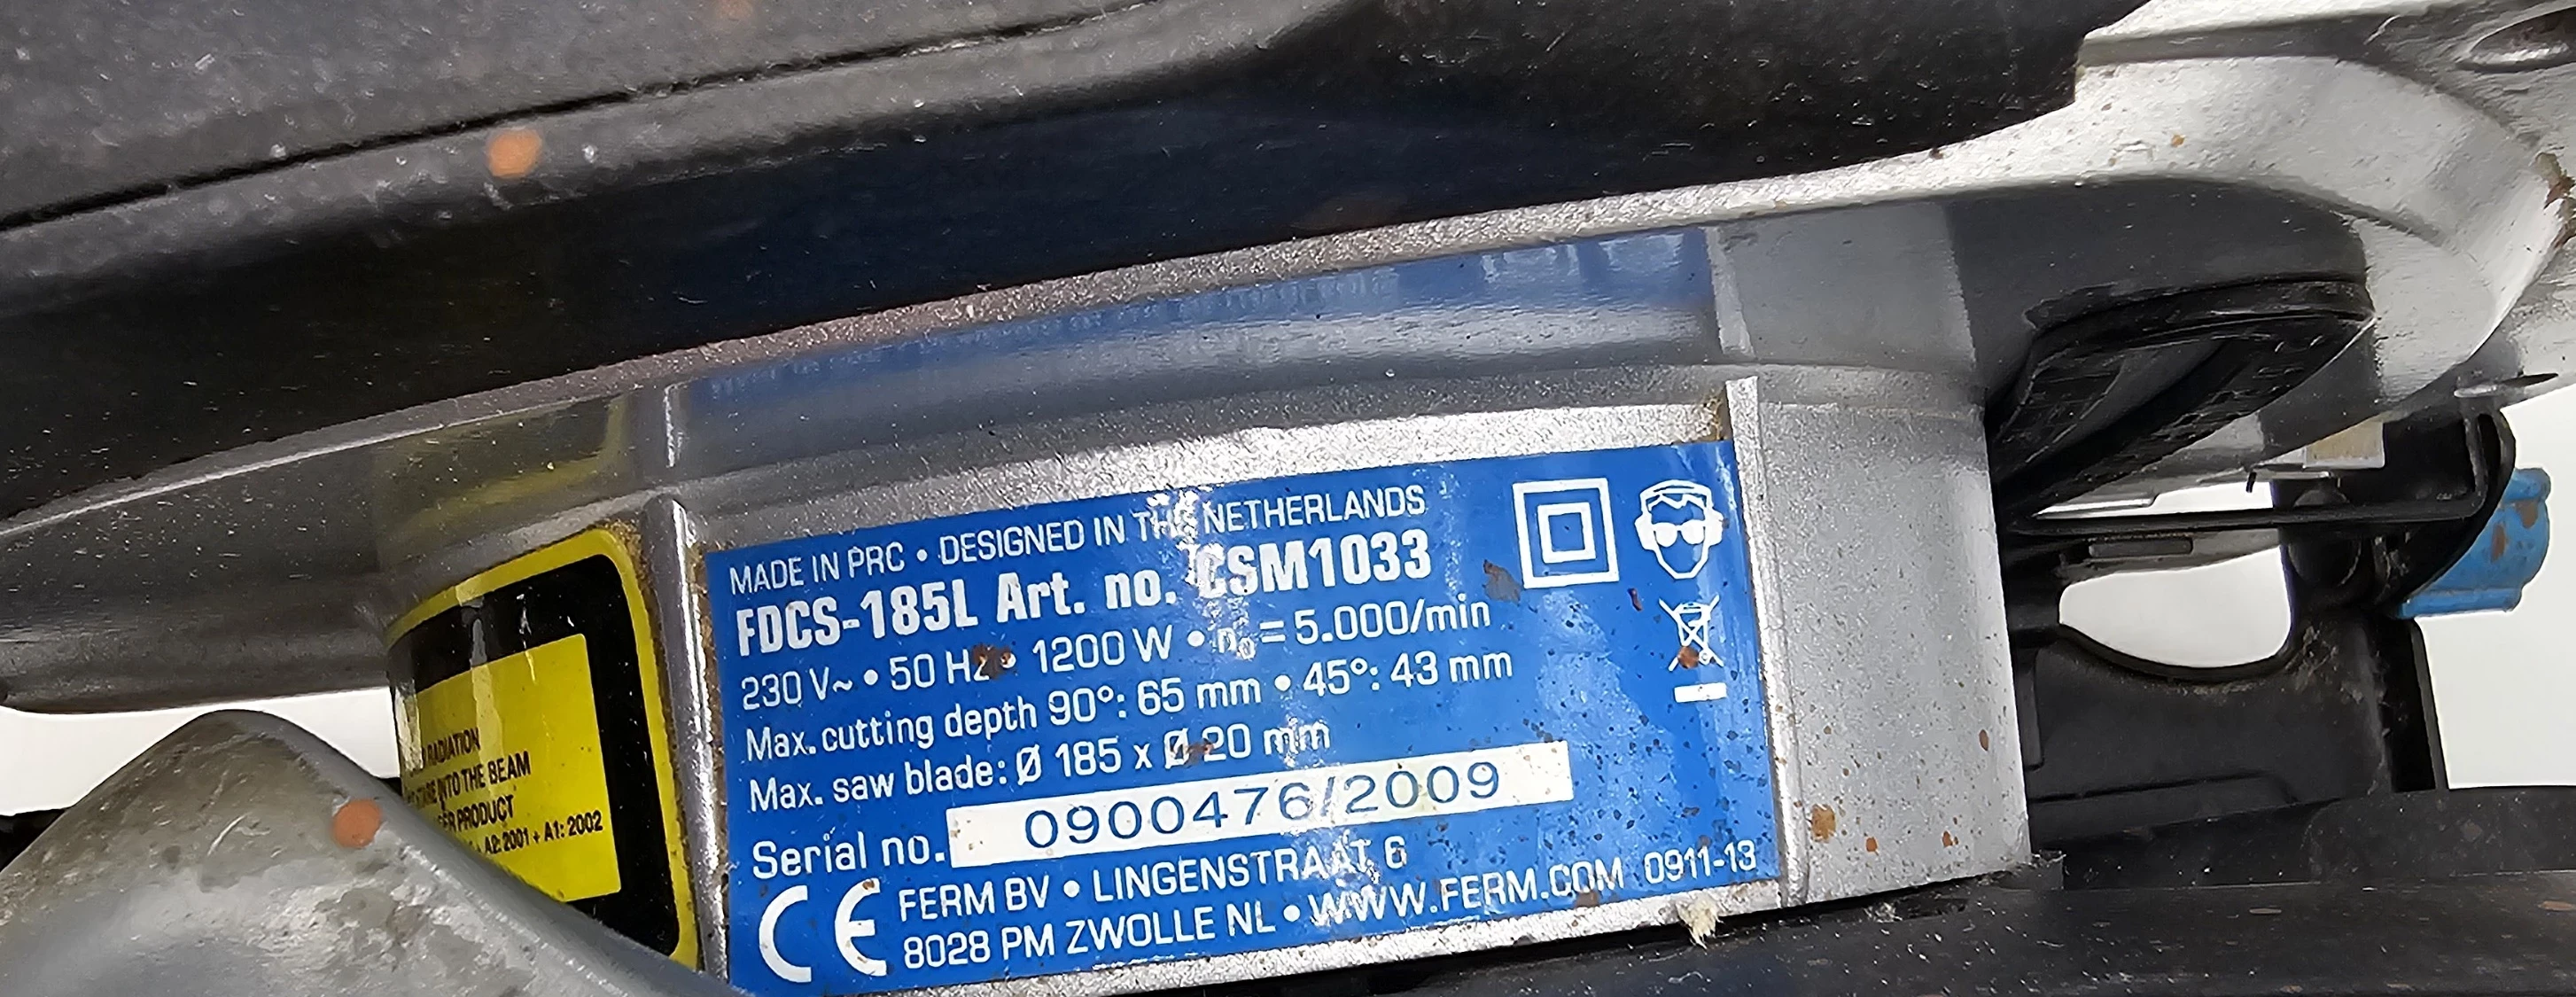 MADE IN PRC • DESIGNED IN THE NETHERLANDS
FDCS-185L Art. no. CSM1033
230 V~ • 50 Hz • 1200 W • n₀ = 5.000/min
Max. cutting depth 90°: 65 mm • 45°: 43 mm
Max. saw blade: Ø 185 x Ø 20 mm
Serial no. 0900476/2009
CE FERM BV • LINGENSTRAAT 6
8028 PM ZWOLLE NL • WWW.FERM.COM 0911-13
RADIATION
INTO THE BEAM
PRODUCT
A2: 2001 + A1: 2002